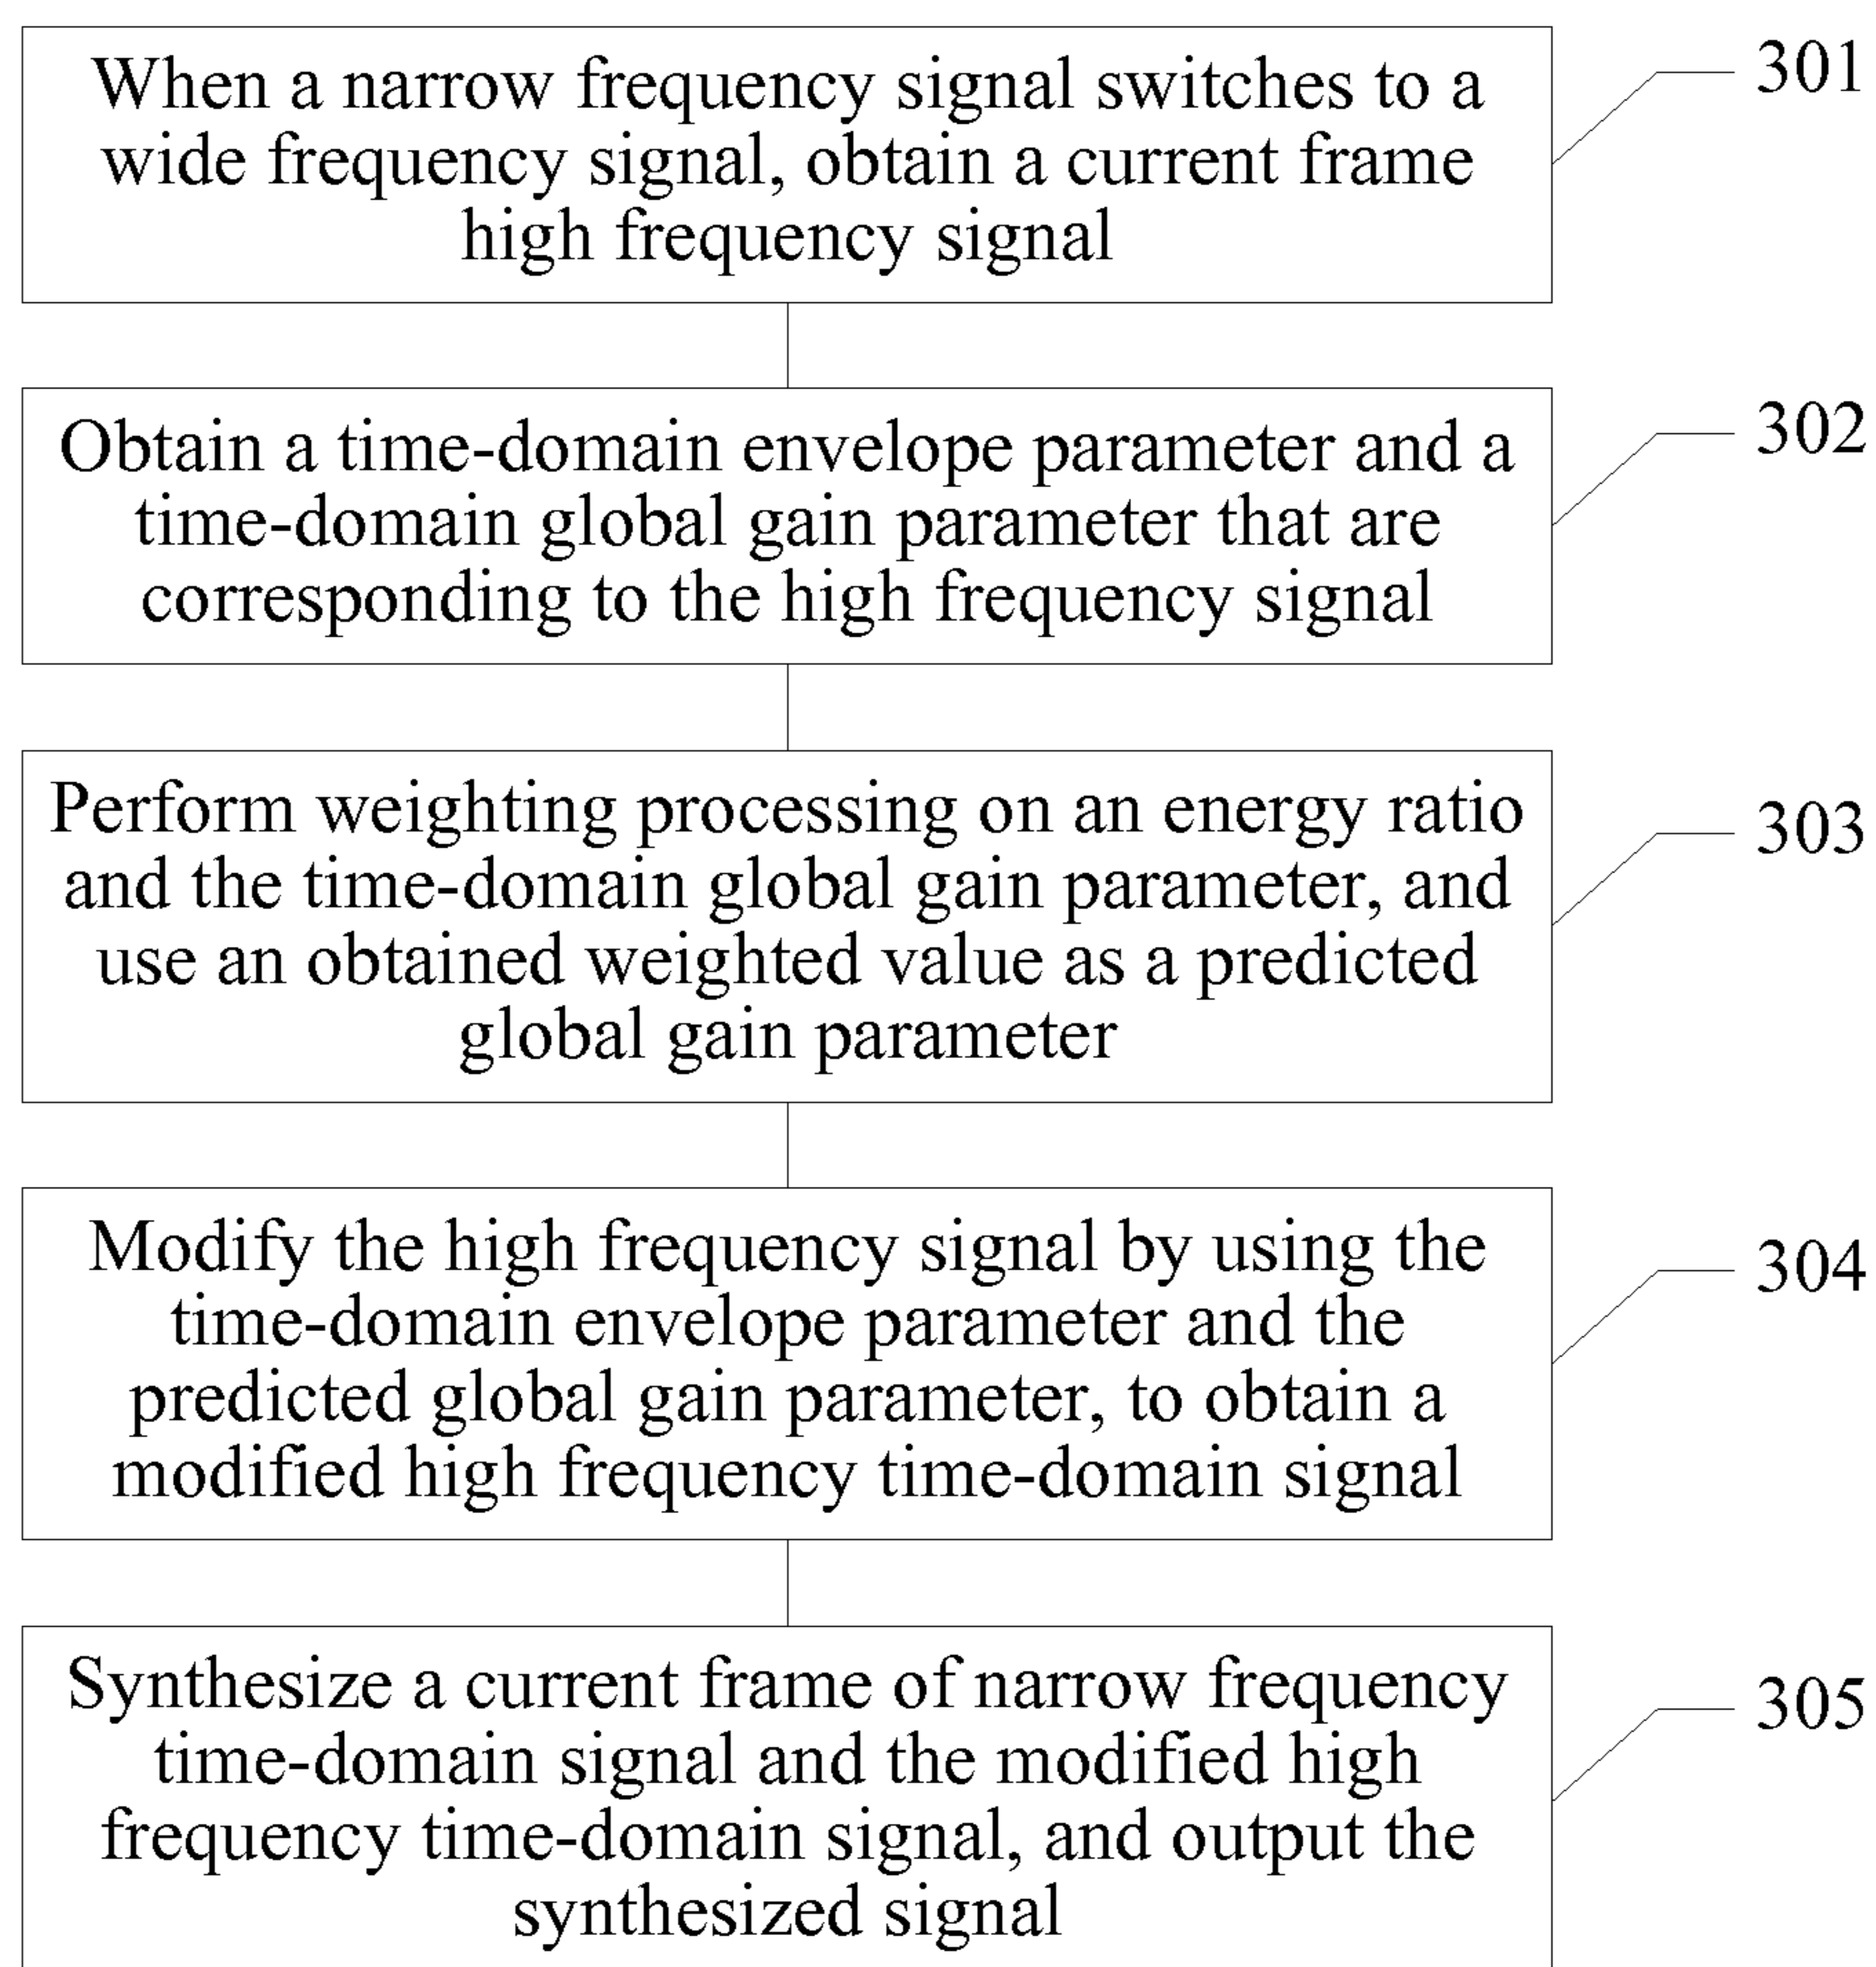 When a narrow frequency signal switches to a
wide frequency signal, obtain a current frame
high frequency signal
301
Obtain a time-domain envelope parameter and a
time-domain global gain parameter that are
corresponding to the high frequency signal
302
Perform weighting processing on an energy ratio
and the time-domain global gain parameter, and
use an obtained weighted value as a predicted
global gain parameter
303
Modify the high frequency signal by using the
time-domain envelope parameter and the
predicted global gain parameter, to obtain a
modified high frequency time-domain signal
304
Synthesize a current frame of narrow frequency
time-domain signal and the modified high
frequency time-domain signal, and output the
synthesized signal
305